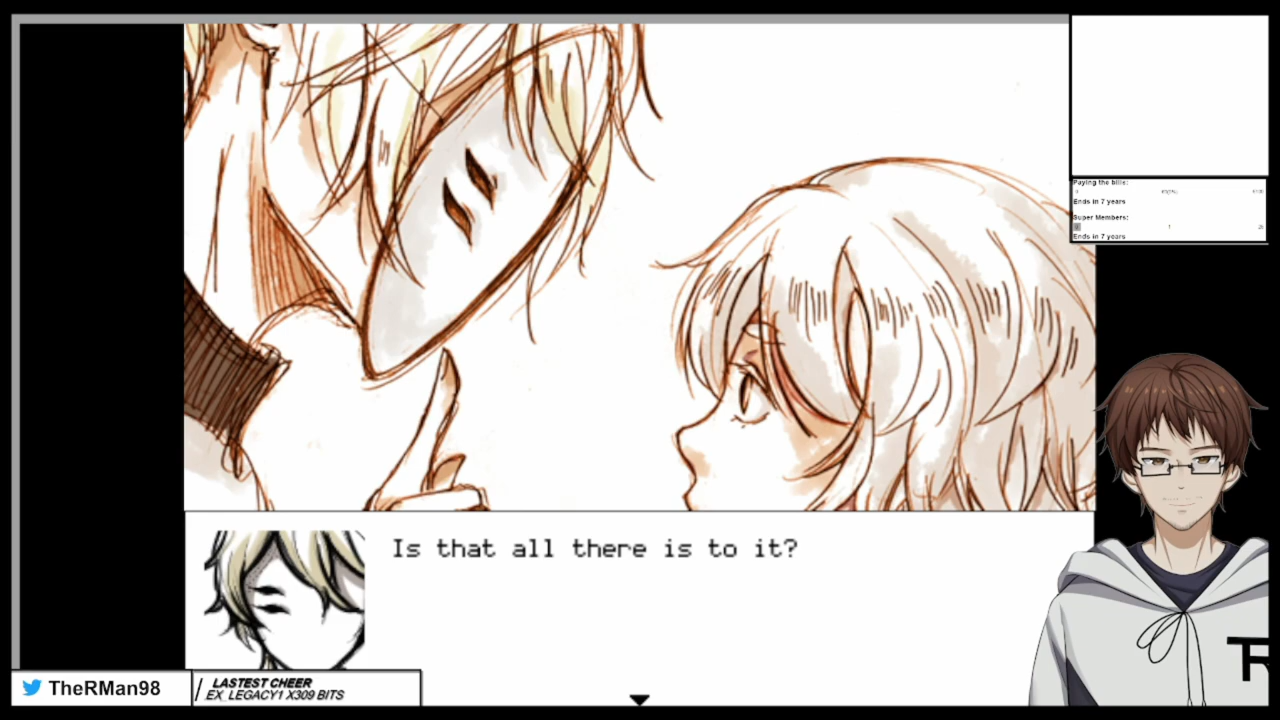 Paying the bills:
Ends in 7 years
Super Members:
Ends in 7 years
Is that all there is to it?
TheRMan98
LASTEST CHEER
EX_LEGACY1 X309 BITS